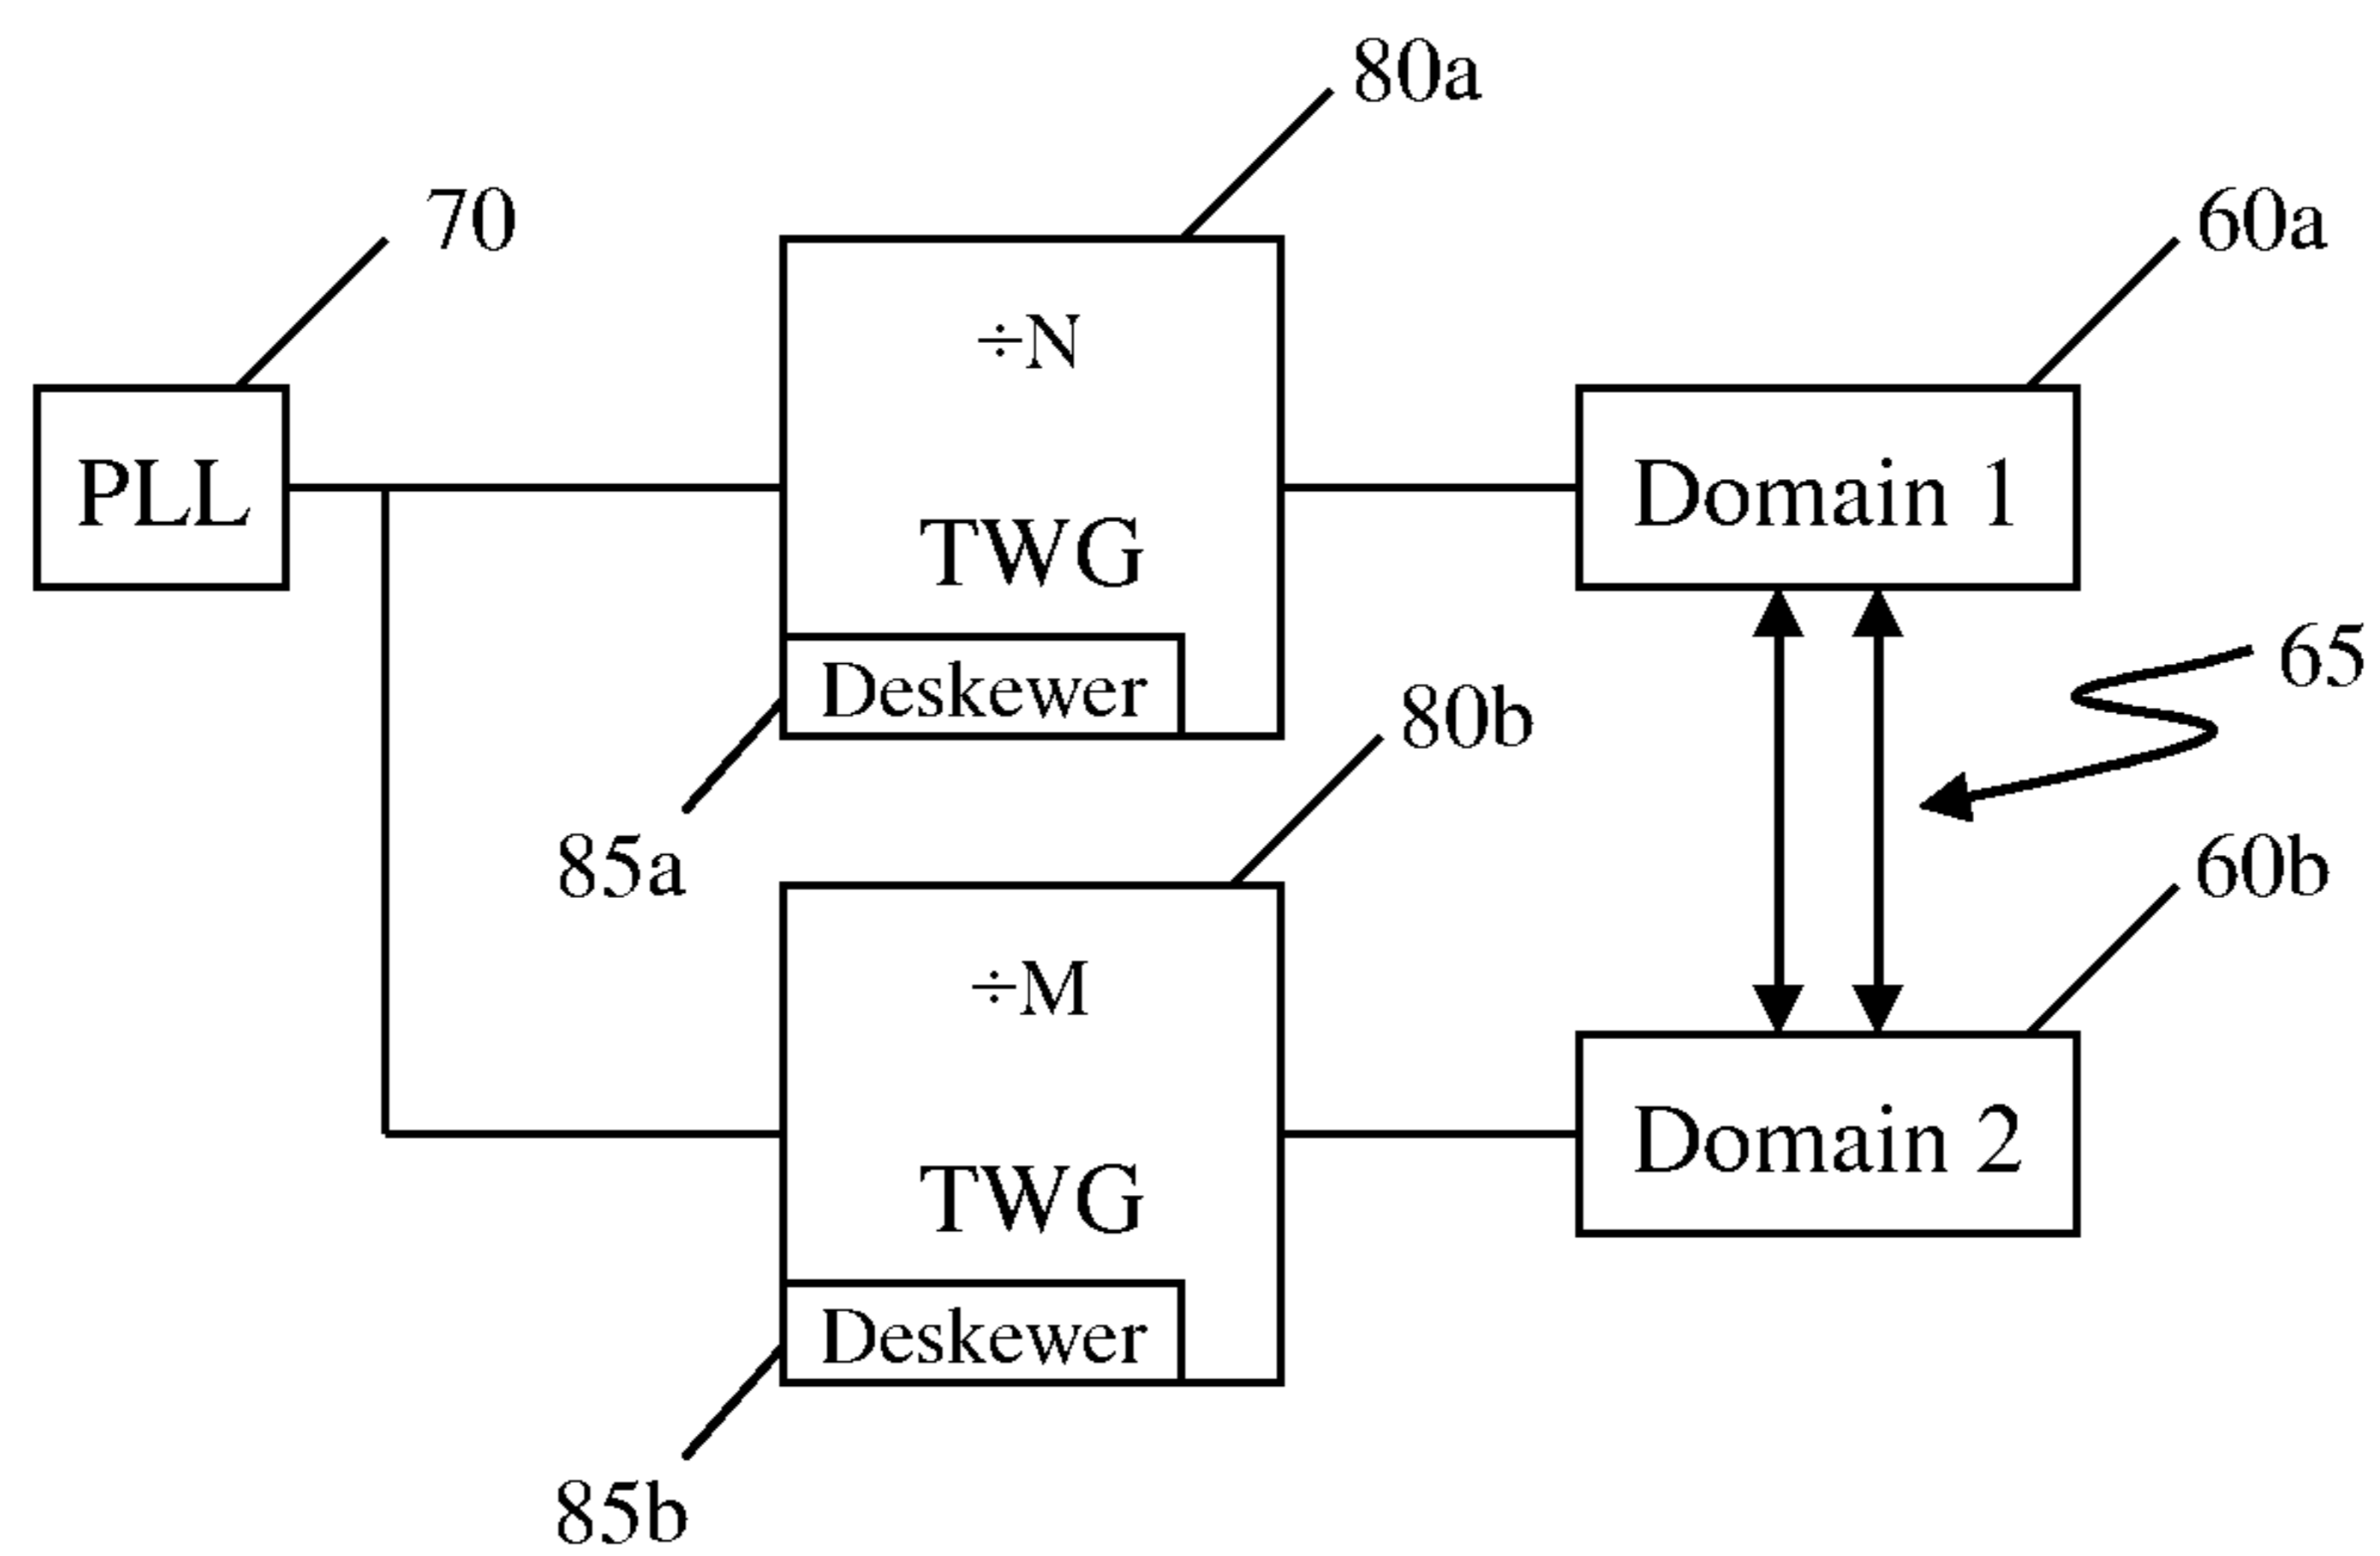 80a
70
60a
÷N
PLL
TWG
Domain 1
Deskewer
65
80b
85a
60b
÷M
TWG
Domain 2
Deskewer
85b